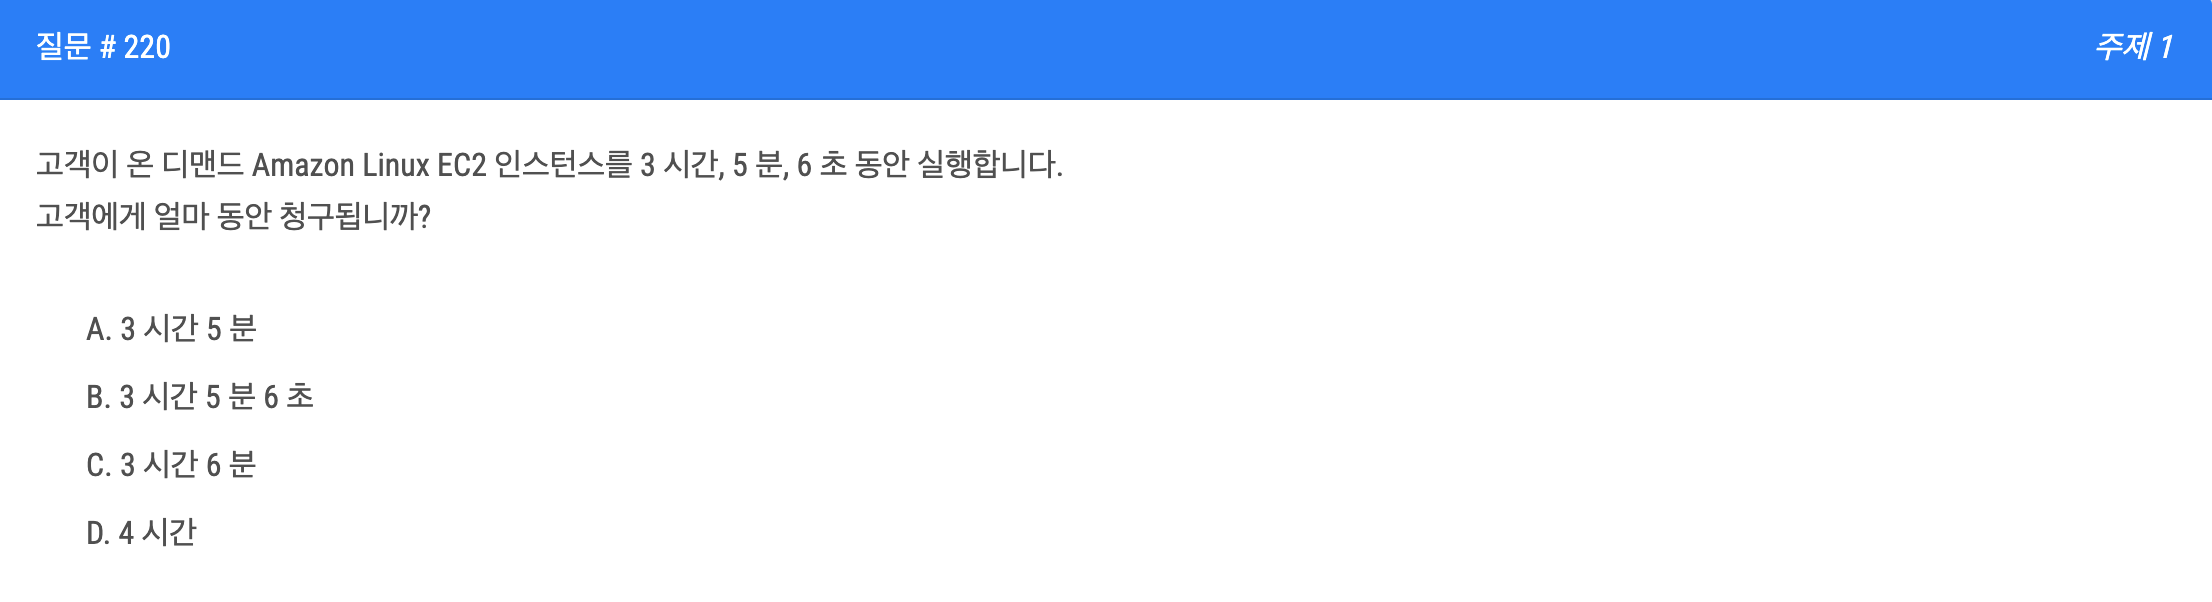 질문 # 220
주제 1
고객이 온 디맨드 Amazon Linux EC2 인스턴스를 3 시간, 5 분, 6 초 동안 실행합니다.
고객에게 얼마 동안 청구됩니까?
A. 3 시간 5 분
B. 3 시간 5 분 6 초
C. 3 시간 6 분
D. 4 시간